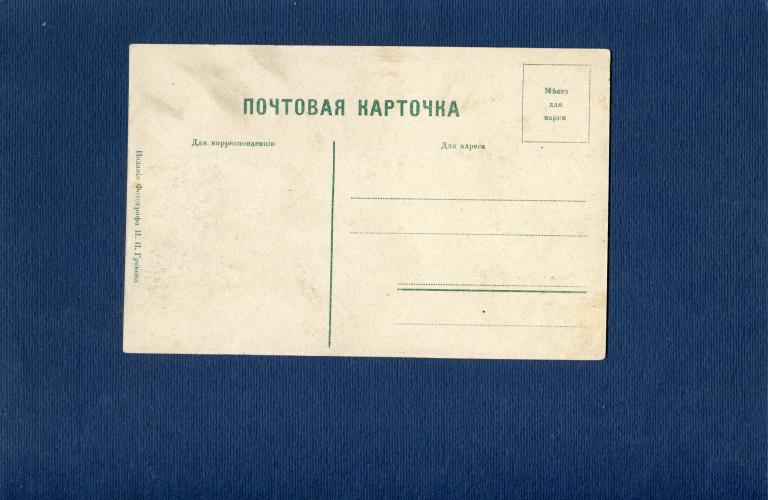 ПОЧТОВАЯ КАРТОЧКА
Мѣсто
для
марки
Для корреспонденціи
Для адреса
Изданіе Фотографа И. П.